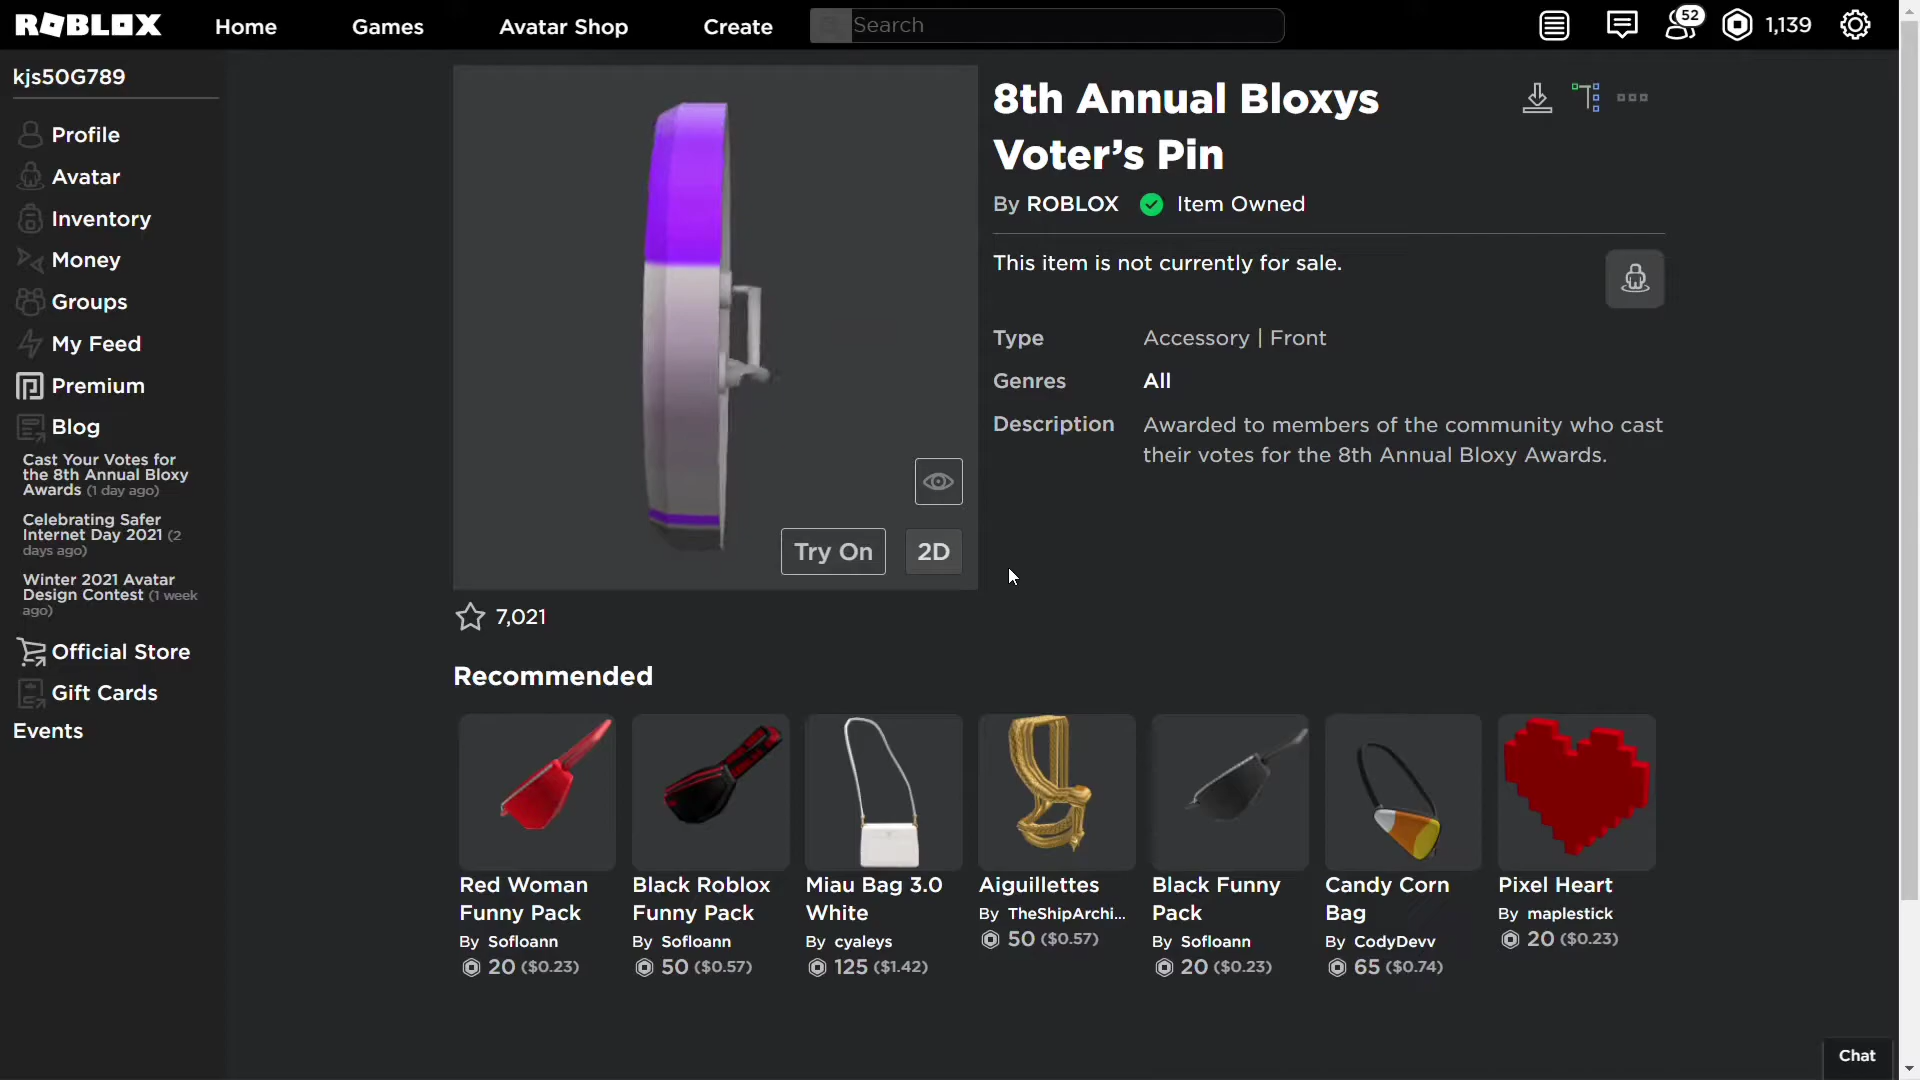 ROBLOX
Home
Games
Avatar Shop
Create
Search
52
1,139
kjs50G789
Profile
Avatar
Inventory
Money
Groups
My Feed
Premium
Blog
Cast Your Votes for
the 8th Annual Bloxy
Awards (1 day ago)
Celebrating Safer
Internet Day 2021 (2
days ago)
Winter 2021 Avatar
Design Contest (1 week
ago)
Official Store
Gift Cards
Events
Try On
2D
7,021
8th Annual Bloxys
Voter's Pin
By ROBLOX Item Owned
This item is not currently for sale.
Type Accessory | Front
Genres All
Description Awarded to members of the community who cast
their votes for the 8th Annual Bloxy Awards.
Recommended
Red Woman
Funny Pack
By Sofloann
20 ($0.23)
Black Roblox
Funny Pack
By Sofloann
50 ($0.57)
Miau Bag 3.0
White
By cyaleys
125 ($1.42)
Aiguillettes
By TheShipArchi...
50 ($0.57)
Black Funny
Pack
By Sofloann
20 ($0.23)
Candy Corn
Bag
By CodyDevv
65 ($0.74)
Pixel Heart
By maplestick
20 ($0.23)
Chat